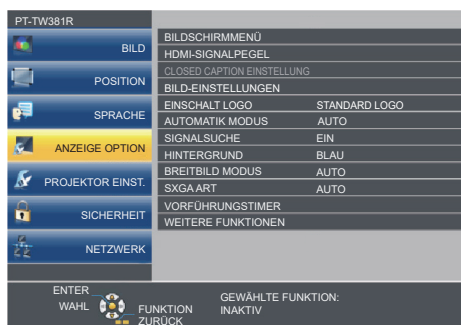 PT-TW381R
BILD
POSITION
SPRACHE
ANZEIGE OPTION
PROJEKTOR EINST.
SICHERHEIT
NETZWERK
BILDSCHIRMMENÜ
HDMI-SIGNALPEGEL
CLOSED CAPTION EINSTELLUNG
BILD-EINSTELLUNGEN
EINSCHALT LOGO STANDARD LOGO
AUTOMATIK MODUS AUTO
SIGNALSUCHE EIN
HINTERGRUND BLAU
BREITBILD MODUS AUTO
SXGA ART AUTO
VORFÜHRUNGSTIMER
WEITERE FUNKTIONEN
ENTER
WAHL
FUNKTION
ZURÜCK
GEWÄHLTE FUNKTION:
INAKTIV